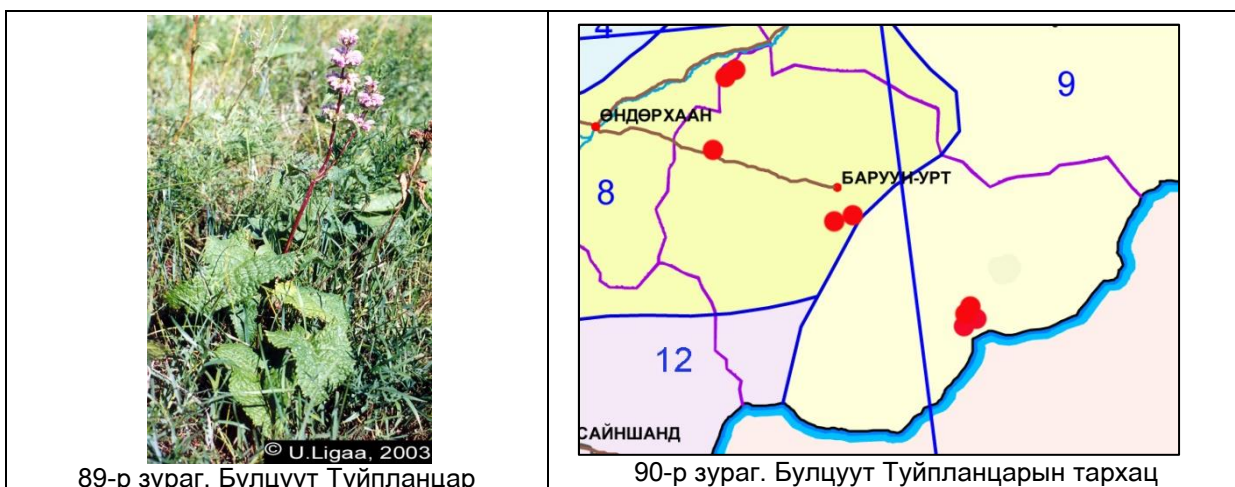 © U.Ligaa, 2003
89-р зураг. Булцуут Туйпланцар
4
ӨНДӨРХААН
9
БАРУУН-УРТ
8
12
САЙНШАНД
90-р зураг. Булцуут Туйпланцарын тархац